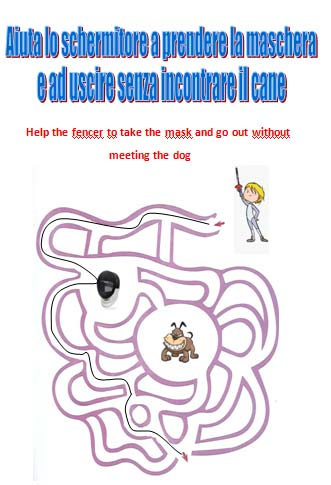 Aiuta lo schermitore a prendere la maschera
e ad uscire senza incontrare il cane
Help the fencer to take the mask and go out without
meeting the dog